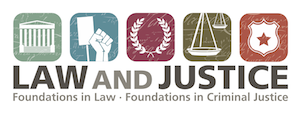 LAW AND JUSTICE
Foundations in Law · Foundations in Criminal Justice